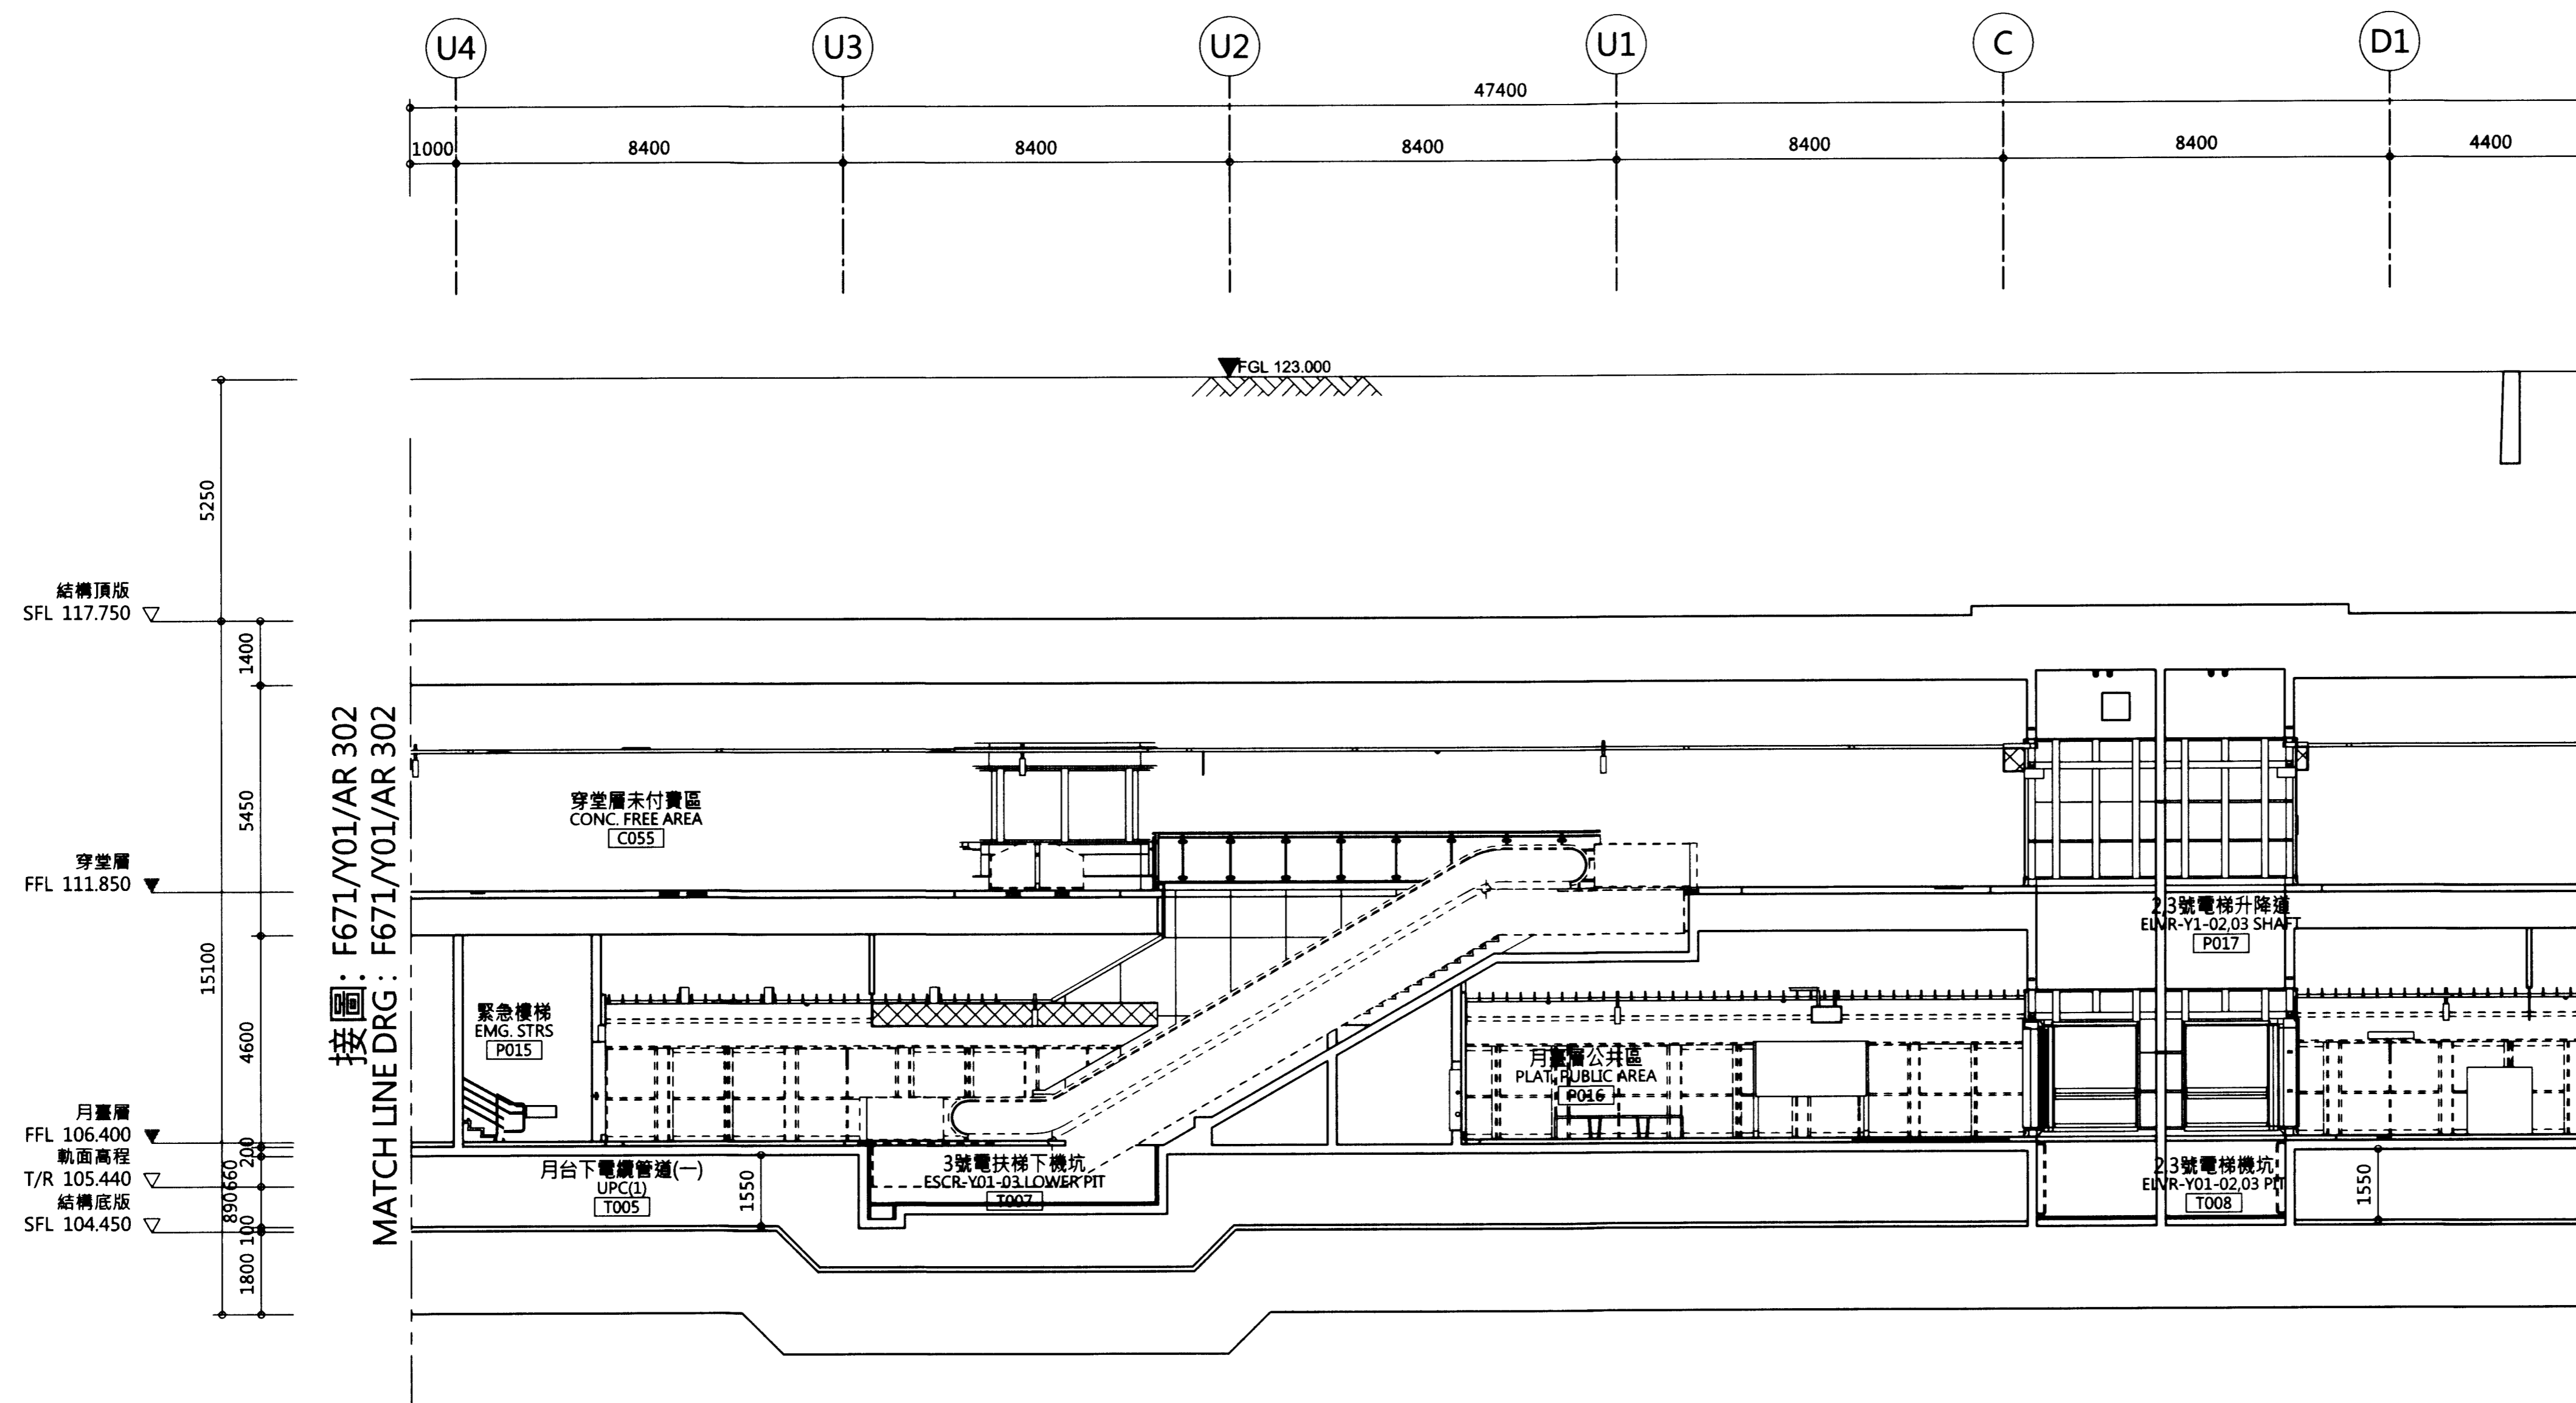 U4
U3
U2
U1
C
D1
47400
1000
8400
8400
8400
8400
8400
4400
FGL 123.000
5250
結構頂版
SFL 117.750
1400
5450
穿堂層
FFL 111.850
15100
4600
月臺層
FFL 106.400
200
軌面高程
T/R 105.440
660
890
結構底版
SFL 104.450
100
1800
接圖: F671/Y01/AR 302
MATCH LINE DRG: F671/Y01/AR 302
穿堂層未付費區
CONC. FREE AREA
C055
2,3號電梯升降道
ELVR-Y1-02,03 SHAFT
P017
緊急樓梯
EMG. STRS
P015
月臺層公共區
PLAT. PUBLIC AREA
P016
月台下電纜管道(一)
UPC(1)
T005
1550
3號電扶梯下機坑
ESCR-Y01-03 LOWER PIT
T007
2,3號電梯機坑
ELVR-Y01-02,03 PIT
T008
1550